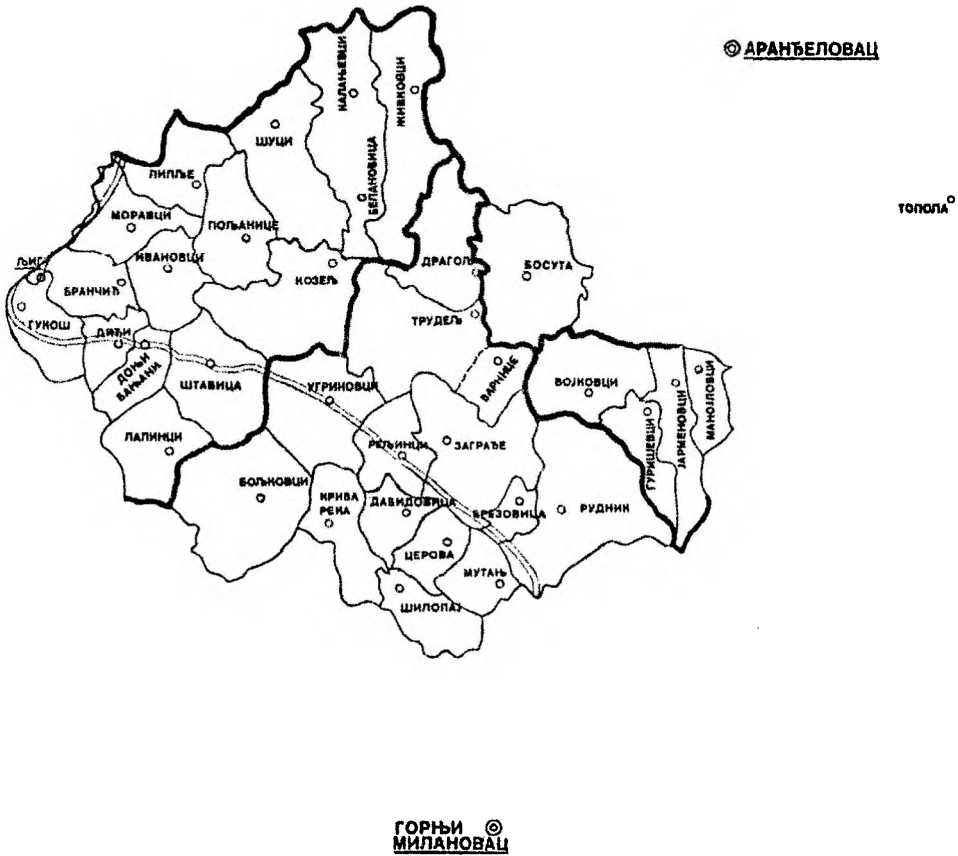 АРАНЂЕЛОВАЦ
КАЛАЊЕВЦИ
ЖИВКОВЦИ
ШУЦИ
ЛИПЉЕ
БЕЛАНОВИЦА
ТОПОЛА
МОРАВЦИ
ПОЉАНИЦЕ
ИВАНОВЦИ
ЉИГ
ДРАГОЉ
БОСУТА
КОЗЕЉ
БРАНЧИЋ
ГУКОШ
ТРУДЕЉ
ДИЋИ
ДОЊИ
БАЊАНИ
ШТАВИЦА
ВАРНИЦЕ
УГРИНОВЦИ
ВОЈКОВЦИ
МАНОЈЛОВЦИ
ЈАРМЕНОВЦИ
ГУРИШЕВЦИ
ЛАЛИНЦИ
РЕЉИНЦИ
ЗАГРАЂЕ
БОЉКОВЦИ
КРИВА
РЕКА
ДАВИДОВИЦА
БРЕЗОВИЦА
РУДНИК
ЦЕРОВА
МУТАЊ
ШИЛОПАЈ
ГОРЊИ
МИЛАНОВАЦ